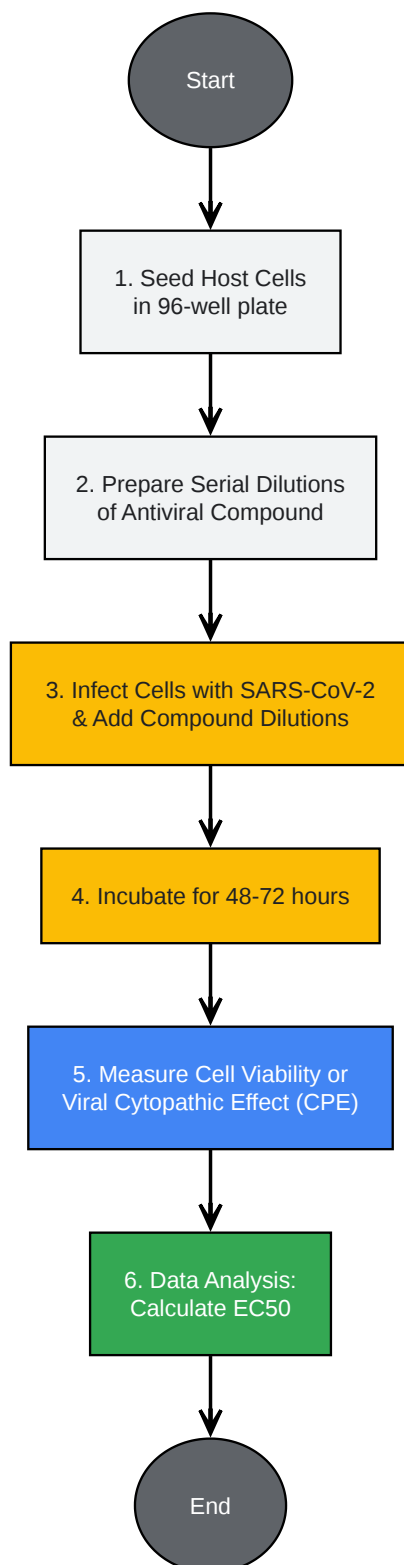 Start
1. Seed Host Cells
in 96-well plate
2. Prepare Serial Dilutions
of Antiviral Compound
3. Infect Cells with SARS-CoV-2
& Add Compound Dilutions
4. Incubate for 48-72 hours
5. Measure Cell Viability or
Viral Cytopathic Effect (CPE)
6. Data Analysis:
Calculate EC50
End